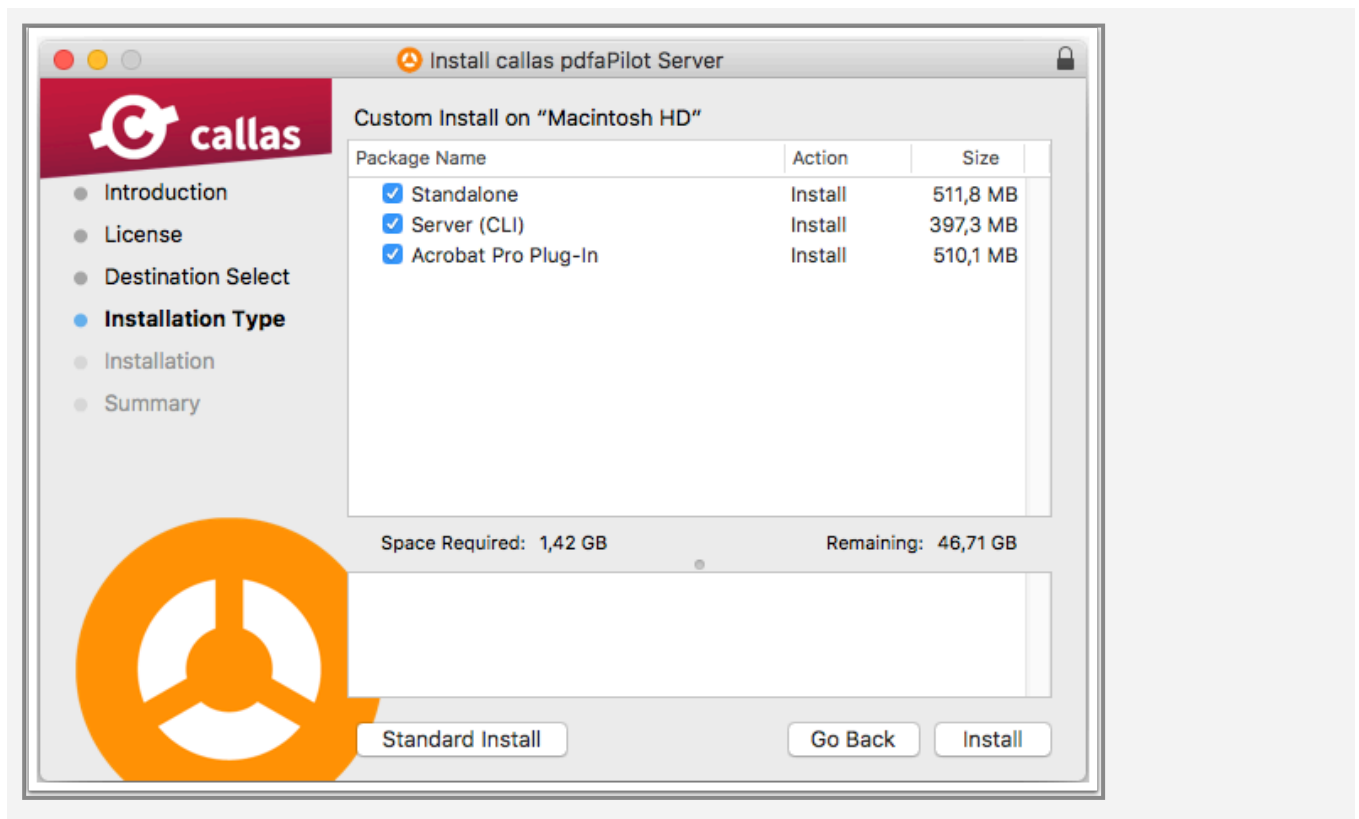 Install callas pdfaPilot Server
callas
Introduction
License
Destination Select
Installation Type
Installation
Summary
Custom Install on “Macintosh HD”
Package Name Action Size
Standalone Install 511,8 MB
Server (CLI) Install 397,3 MB
Acrobat Pro Plug-In Install 510,1 MB
Space Required: 1,42 GB Remaining: 46,71 GB
Standard Install Go Back Install